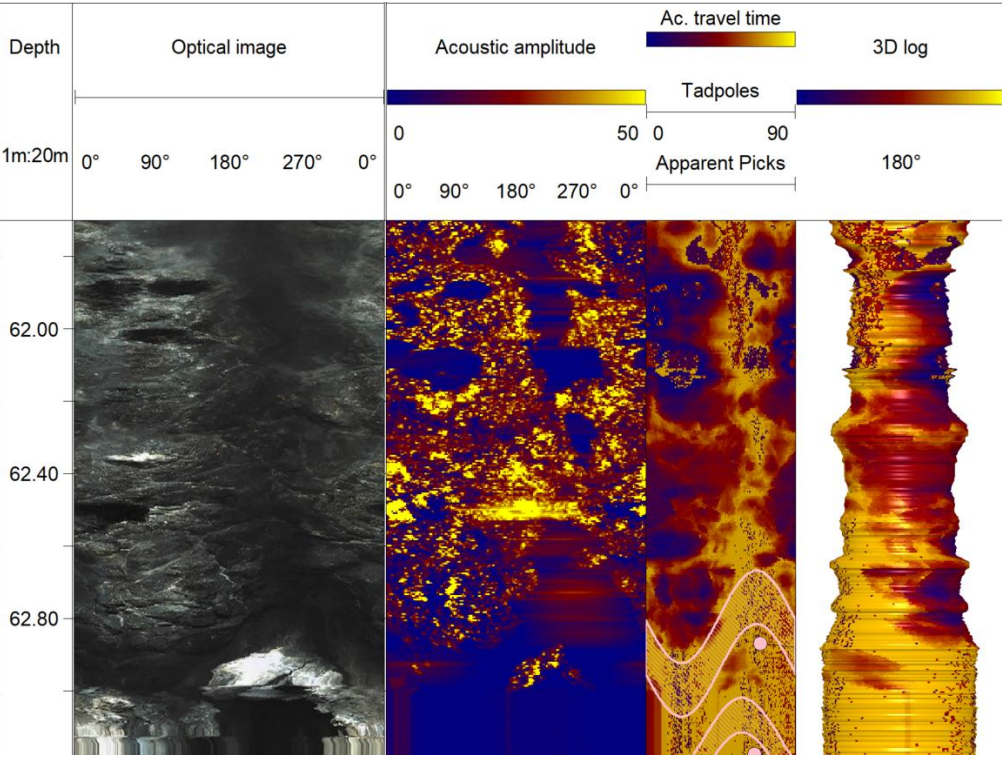 Depth
Optical image
Acoustic amplitude
Ac. travel time
3D log
Tadpoles
1m:20m
0° 90° 180° 270° 0°
0 50
0° 90° 180° 270° 0°
0 90
Apparent Picks
180°
62.00
62.40
62.80